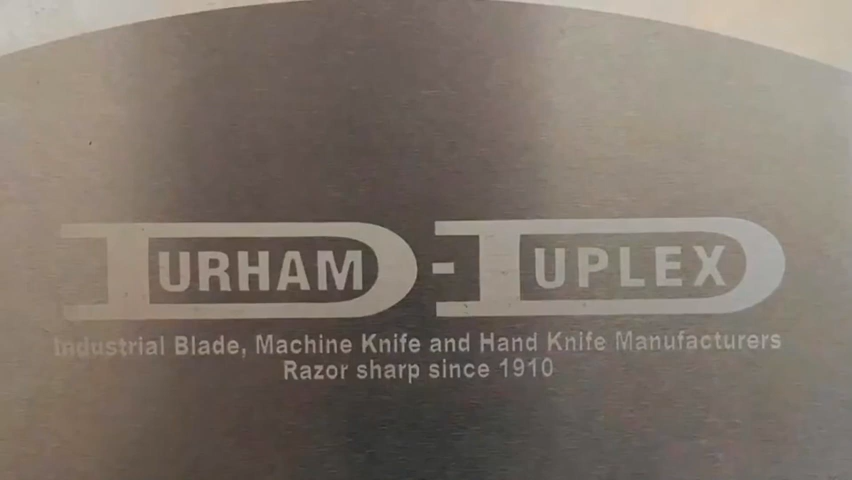 DURHAM-DUPLEX
Industrial Blade, Machine Knife and Hand Knife Manufacturers
Razor sharp since 1910